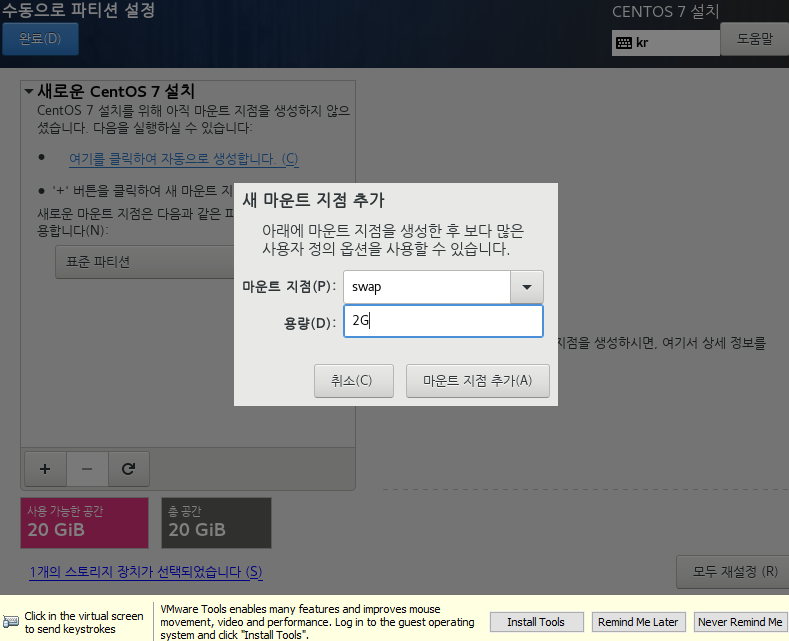 수동으로 파티션 설정
CENTOS 7 설치
완료(D)
kr
도움말
새로운 CentOS 7 설치
CentOS 7 설치를 위해 아직 마운트 지점을 생성하지 않으
셨습니다. 다음을 실행하실 수 있습니다:
여기를 클릭하여 자동으로 생성합니다. (C)
'+' 버튼을 클릭하여 새 마운트 지
새로운 마운트 지점은 다음과 같은 파
용합니다(N):
표준 파티션
새 마운트 지점 추가
아래에 마운트 지점을 생성한 후 보다 많은
사용자 정의 옵션을 사용할 수 있습니다.
마운트 지점(P):
swap
용량(D):
2G
취소(C)
마운트 지점 추가(A)
지점을 생성하시면, 여기서 상세 정보를
사용 가능한 공간
20 GiB
총 공간
20 GiB
1개의 스토리지 장치가 선택되었습니다 (S)
모두 재설정 (R)
Click in the virtual screen
to send keystrokes
VMware Tools enables many features and improves mouse
movement, video and performance. Log in to the guest operating
system and click "Install Tools".
Install Tools
Remind Me Later
Never Remind Me